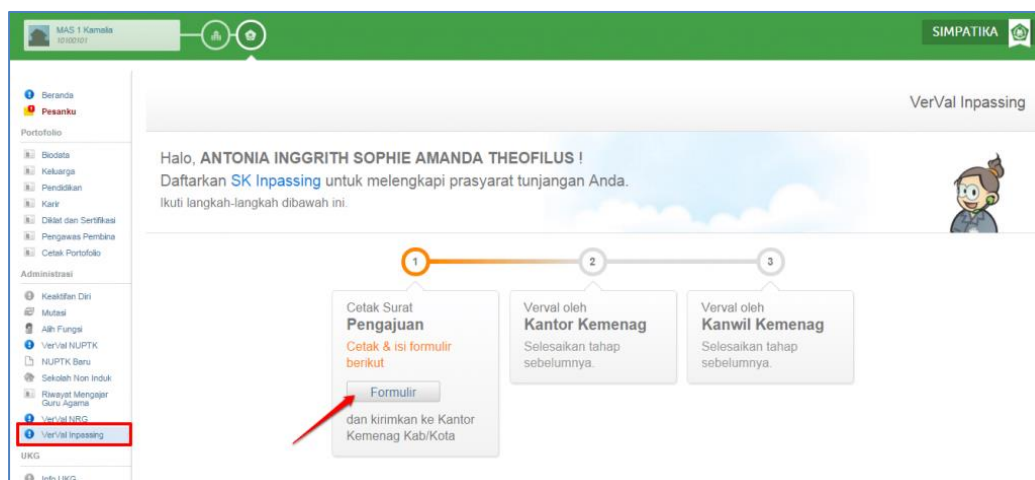 MAS 1 Kamalia
10100101
SIMPATIKA
Beranda
Pesanku
Portofolio
Biodata
Keluarga
Pendidikan
Karir
Diklat dan Sertifikasi
Pengawas Pembina
Cetak Portofolio
Administrasi
Keaktifan Diri
Mutasi
Alih Fungsi
VerVal NUPTK
NUPTK Baru
Sekolah Non Induk
Riwayat Mengajar
Guru Agama
VerVal NRG
VerVal Inpassing
UKG
Info UKG
VerVal Inpassing
Halo, ANTONIA INGGRITH SOPHIE AMANDA THEOFILUS !
Daftarkan SK Inpassing untuk melengkapi prasyarat tunjangan Anda.
Ikuti langkah-langkah dibawah ini.
1
Cetak Surat
Pengajuan
Cetak & isi formulir
berikut
Formulir
dan kirimkan ke Kantor
Kemenag Kab/Kota
2
Verval oleh
Kantor Kemenag
Selesaikan tahap
sebelumnya.
3
Verval oleh
Kanwil Kemenag
Selesaikan tahap
sebelumnya.